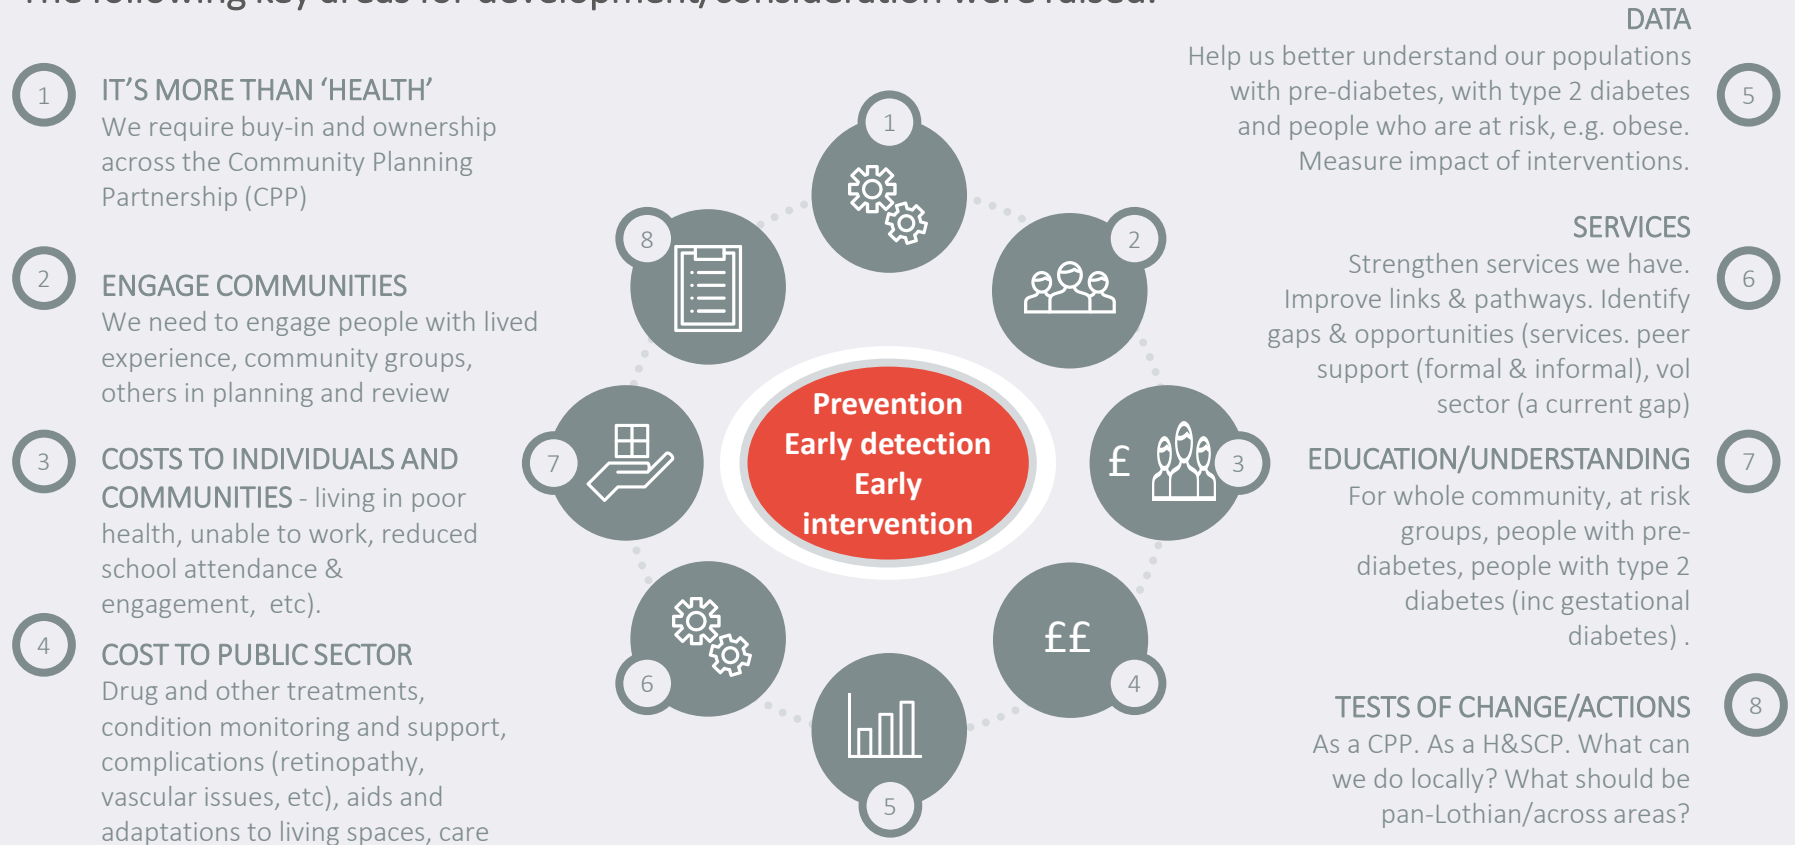 The following key areas for development/consideration were raised:
1
IT’S MORE THAN ‘HEALTH’
We require buy-in and ownership
across the Community Planning
Partnership (CPP)
2
ENGAGE COMMUNITIES
We need to engage people with lived
experience, community groups,
others in planning and review
3
COSTS TO INDIVIDUALS AND
COMMUNITIES - living in poor
health, unable to work, reduced
school attendance &
engagement, etc).
4
COST TO PUBLIC SECTOR
Drug and other treatments,
condition monitoring and support,
complications (retinopathy,
vascular issues, etc), aids and
adaptations to living spaces, care
1
2
£
3
££
4
5
6
7
8
Prevention
Early detection
Early
intervention
DATA
Help us better understand our populations
with pre-diabetes, with type 2 diabetes
and people who are at risk, e.g. obese.
Measure impact of interventions.
5
SERVICES
Strengthen services we have.
Improve links & pathways. Identify
gaps & opportunities (services. peer
support (formal & informal), vol
sector (a current gap)
6
EDUCATION/UNDERSTANDING
For whole community, at risk
groups, people with pre-
diabetes, people with type 2
diabetes (inc gestational
diabetes) .
7
TESTS OF CHANGE/ACTIONS
As a CPP. As a H&SCP. What can
we do locally? What should be
pan-Lothian/across areas?
8